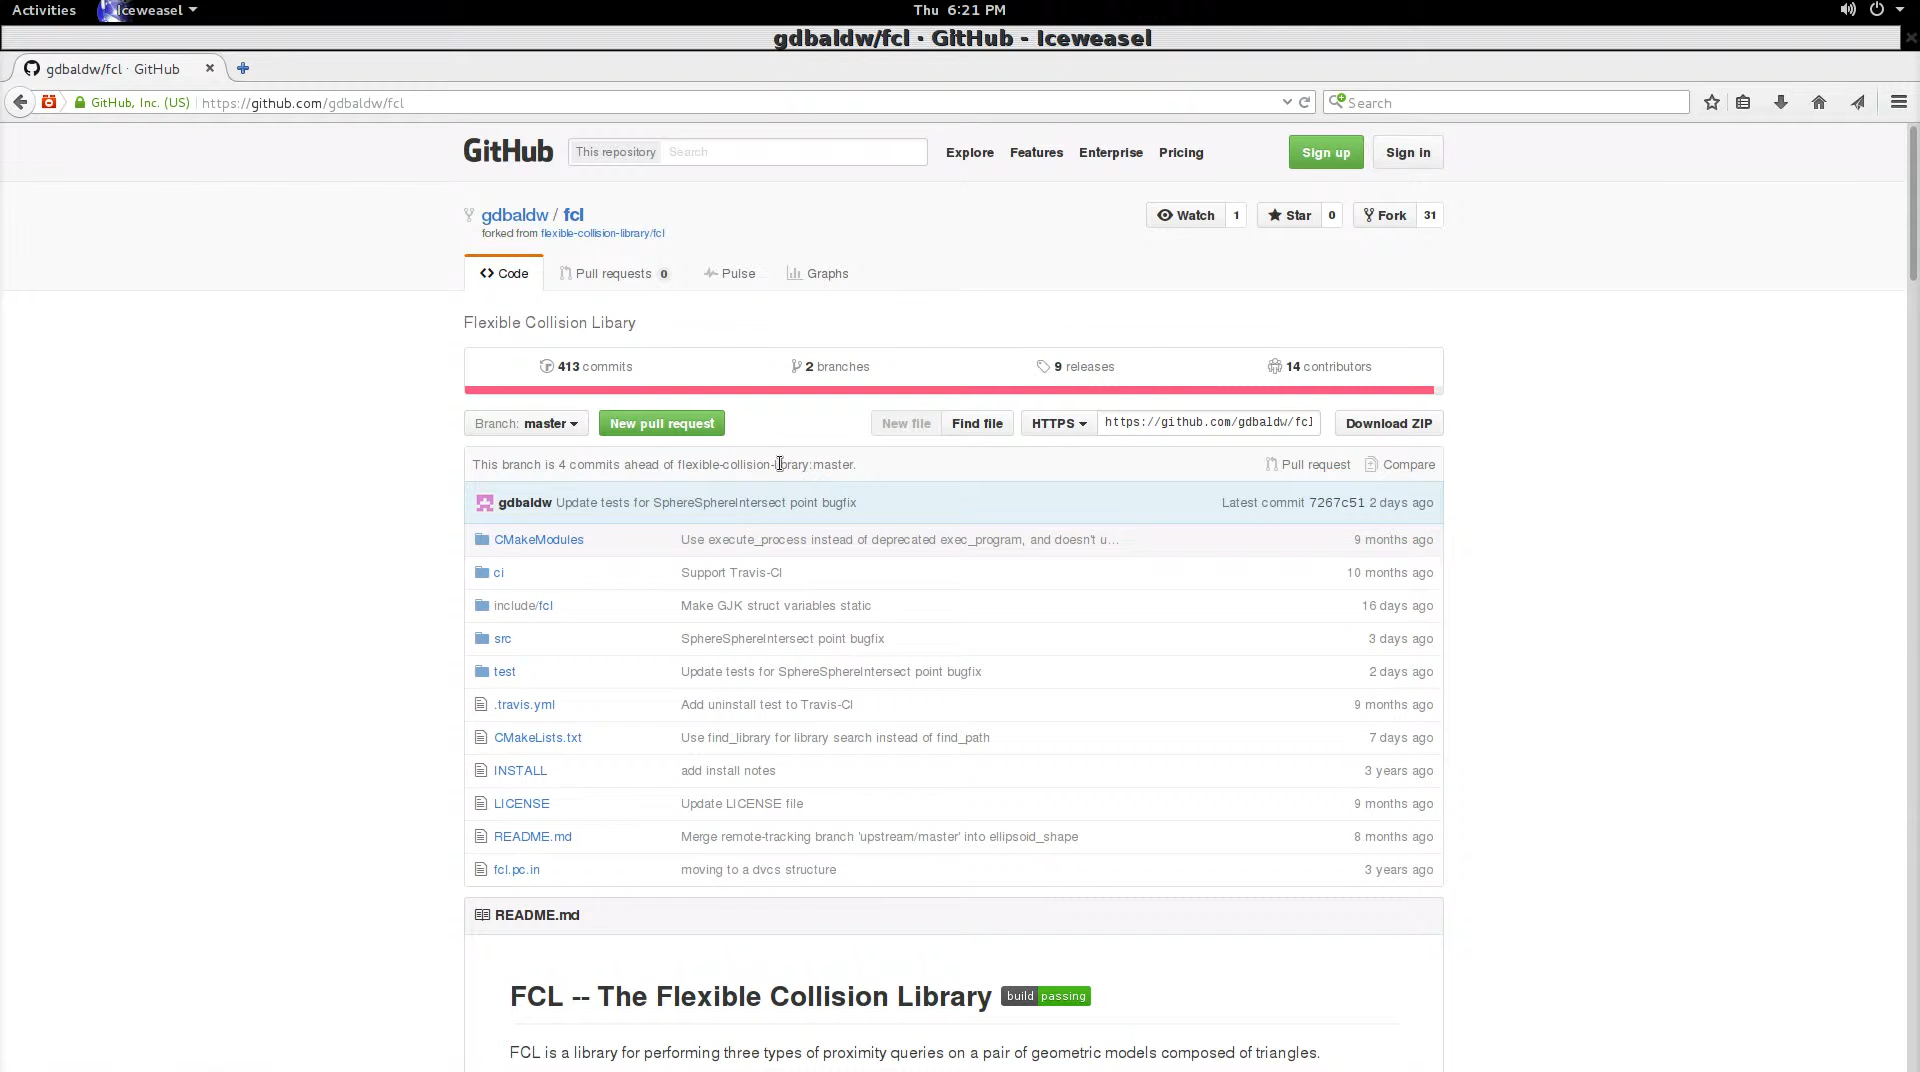 Activities Iceweasel Thu 6:21 PM
gdbaldw/fcl · GitHub - Iceweasel
gdbaldw/fcl · GitHub
GitHub, Inc. (US) https://github.com/gdbaldw/fcl Search
GitHub This repository Search Explore Features Enterprise Pricing Sign up Sign in
gdbaldw / fcl Watch 1 Star 0 Fork 31
forked from flexible-collision-library/fcl
Code Pull requests 0 Pulse Graphs
Flexible Collision Libary
413 commits 2 branches 9 releases 14 contributors
Branch: master New pull request New file Find file HTTPS https://github.com/gdbaldw/fcl Download ZIP
This branch is 4 commits ahead of flexible-collision-library:master. Pull request Compare
gdbaldw Update tests for SphereSphereIntersect point bugfix Latest commit 7267c51 2 days ago
CMakeModules Use execute_process instead of deprecated exec_program, and doesn't u… 9 months ago
ci Support Travis-CI 10 months ago
include/fcl Make GJK struct variables static 16 days ago
src SphereSphereIntersect point bugfix 3 days ago
test Update tests for SphereSphereIntersect point bugfix 2 days ago
.travis.yml Add uninstall test to Travis-CI 9 months ago
CMakeLists.txt Use find_library for library search instead of find_path 7 days ago
INSTALL add install notes 3 years ago
LICENSE Update LICENSE file 9 months ago
README.md Merge remote-tracking branch 'upstream/master' into ellipsoid_shape 8 months ago
fcl.pc.in moving to a dvcs structure 3 years ago
README.md
FCL -- The Flexible Collision Library build passing
FCL is a library for performing three types of proximity queries on a pair of geometric models composed of triangles.